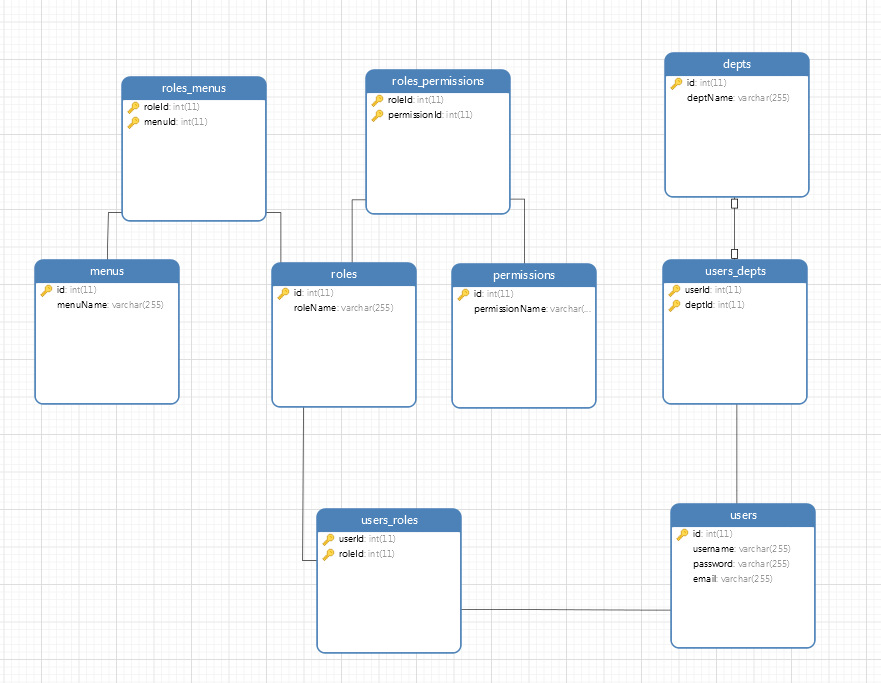 roles_menus
roleId: int(11)
menuId: int(11)
roles_permissions
roleId: int(11)
permissionId: int(11)
depts
id: int(11)
deptName: varchar(255)
menus
id: int(11)
menuName: varchar(255)
roles
id: int(11)
roleName: varchar(255)
permissions
id: int(11)
permissionName: varchar(...
users_depts
userId: int(11)
deptId: int(11)
users_roles
userId: int(11)
roleId: int(11)
users
id: int(11)
username: varchar(255)
password: varchar(255)
email: varchar(255)